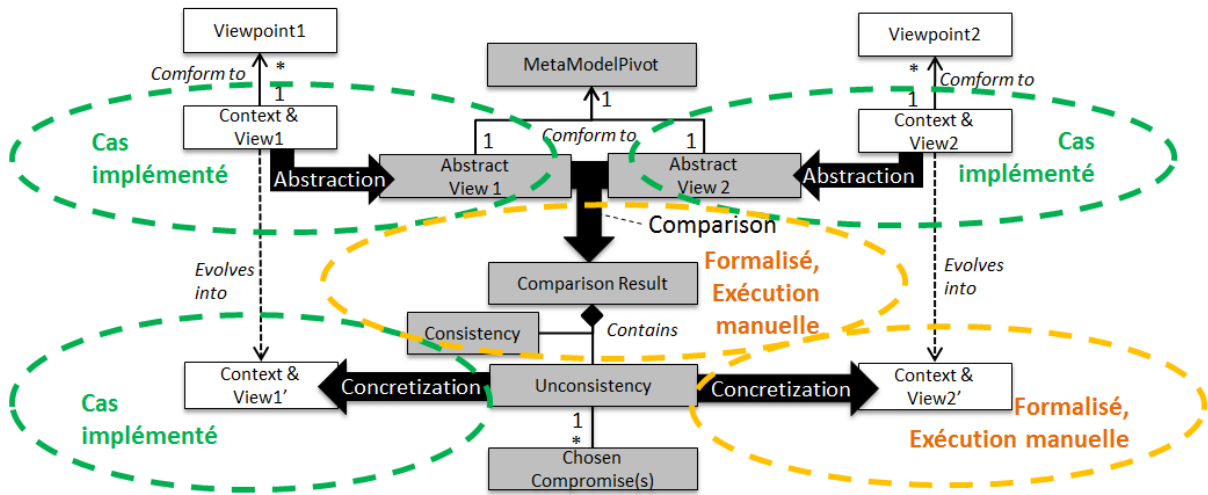 Viewpoint1
Viewpoint2
MetaModelPivot
Comform to
*
1
Comform to
*
1
1
Context &
View1
Context &
View2
Cas
implémenté
Cas
implémenté
1
Comform to
1
Abstraction
Abstract
View 1
Abstract
View 2
Abstraction
Comparison
Evolves
into
Comparison Result
Formalisé,
Exécution
manuelle
Evolves
into
Consistency
Contains
Context &
View1’
Concretization
Unconsistency
Concretization
Context &
View2’
Cas
implémenté
1
*
Formalisé,
Exécution manuelle
Chosen
Compromise(s)